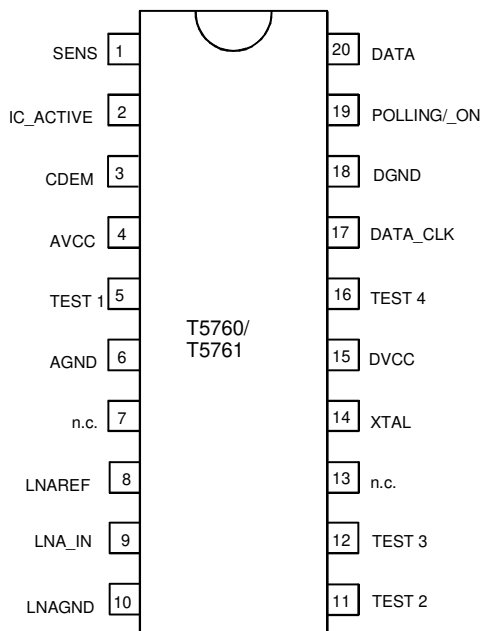 SENS 1 20 DATA
IC_ACTIVE 2 19 POLLING/_ON
CDEM 3 18 DGND
AVCC 4 17 DATA_CLK
TEST 1 5 16 TEST 4
T5760/
T5761
AGND 6 15 DVCC
n.c. 7 14 XTAL
LNAREF 8 13 n.c.
LNA_IN 9 12 TEST 3
LNAGND 10 11 TEST 2